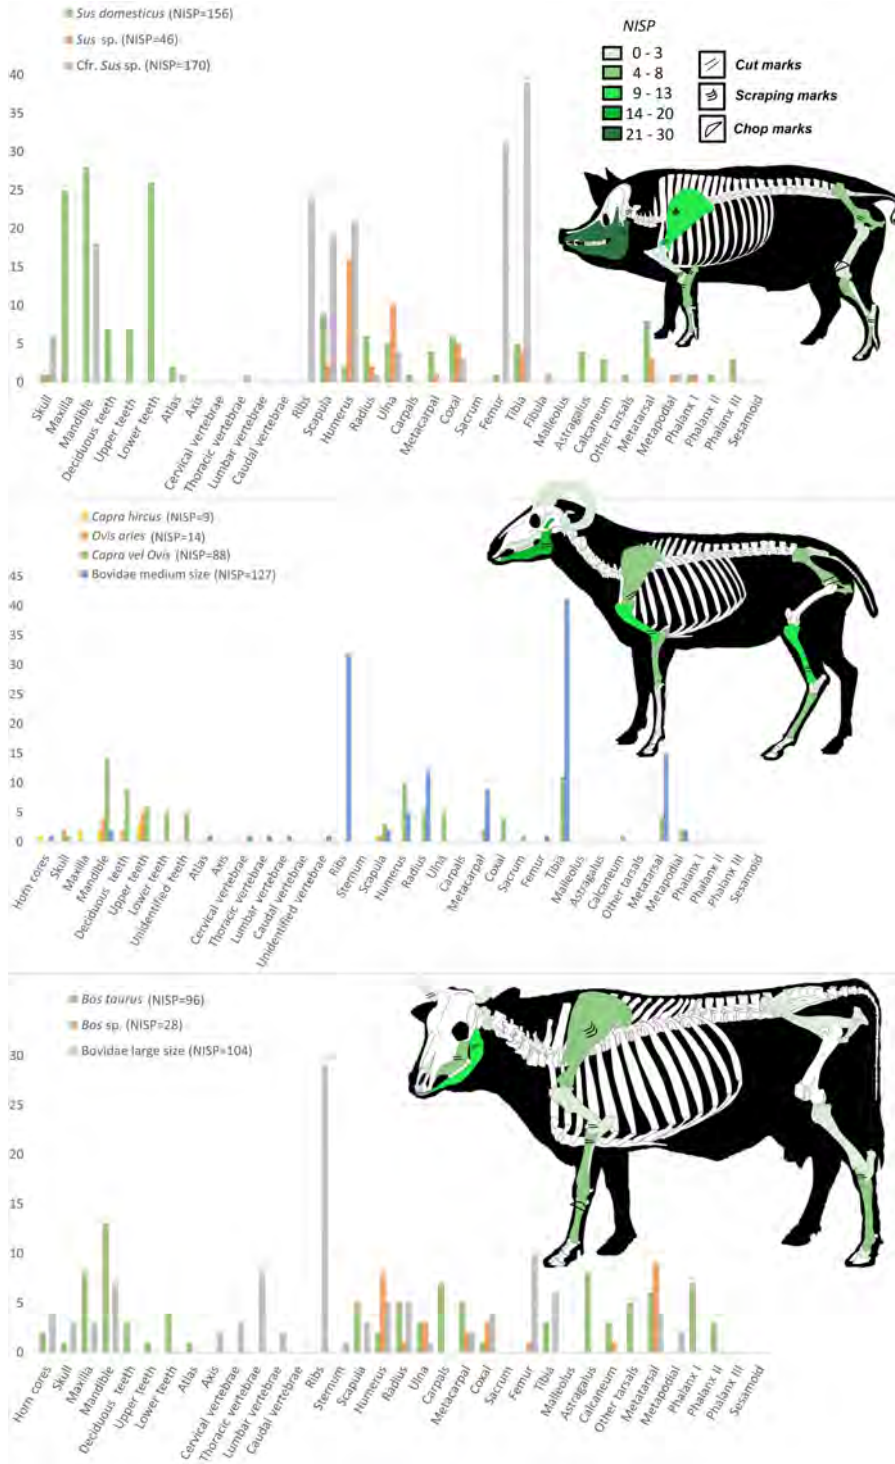 Sus domesticus (NISP=156)
Sus sp. (NISP=46)
Cfr. Sus sp. (NISP=170)
NISP
0 - 3
4 - 8
9 - 13
14 - 20
21 - 30
Cut marks
Scraping marks
Chop marks
40
35
30
25
20
15
10
5
0
Skull
Maxilla
Mandible
Deciduous teeth
Upper teeth
Lower teeth
Atlas
Axis
Cervical vertebrae
Thoracic vertebrae
Lumbar vertebrae
Caudal vertebrae
Ribs
Scapula
Humerus
Radius
Ulna
Carpals
Metacarpal
Coxal
Sacrum
Femur
Tibia
Fibula
Malleolus
Astragalus
Calcaneum
Other tarsals
Metatarsal
Metapodial
Phalanx I
Phalanx II
Phalanx III
Sesamoid
Capra hircus (NISP=9)
Ovis aries (NISP=14)
Capra vel Ovis (NISP=88)
Bovidae medium size (NISP=127)
45
40
35
30
25
20
15
10
5
0
Horn cores
Skull
Maxilla
Mandible
Deciduous teeth
Upper teeth
Lower teeth
Unidentified teeth
Atlas
Axis
Cervical vertebrae
Thoracic vertebrae
Lumbar vertebrae
Caudal vertebrae
Unidentified vertebrae
Ribs
Sternum
Scapula
Humerus
Radius
Ulna
Carpals
Metacarpal
Coxal
Sacrum
Femur
Tibia
Malleolus
Astragalus
Calcaneum
Other tarsals
Metatarsal
Metapodial
Phalanx I
Phalanx II
Phalanx III
Sesamoid
Bos taurus (NISP=96)
Bos sp. (NISP=28)
Bovidae large size (NISP=104)
30
25
20
15
10
5
0
Horn cores
Skull
Maxilla
Mandible
Deciduous teeth
Upper teeth
Lower teeth
Atlas
Axis
Cervical vertebrae
Thoracic vertebrae
Lumbar vertebrae
Caudal vertebrae
Ribs
Sternum
Scapula
Humerus
Radius
Ulna
Carpals
Metacarpal
Coxal
Sacrum
Femur
Tibia
Malleolus
Astragalus
Calcaneum
Other tarsals
Metatarsal
Metapodial
Phalanx I
Phalanx II
Phalanx III
Sesamoid